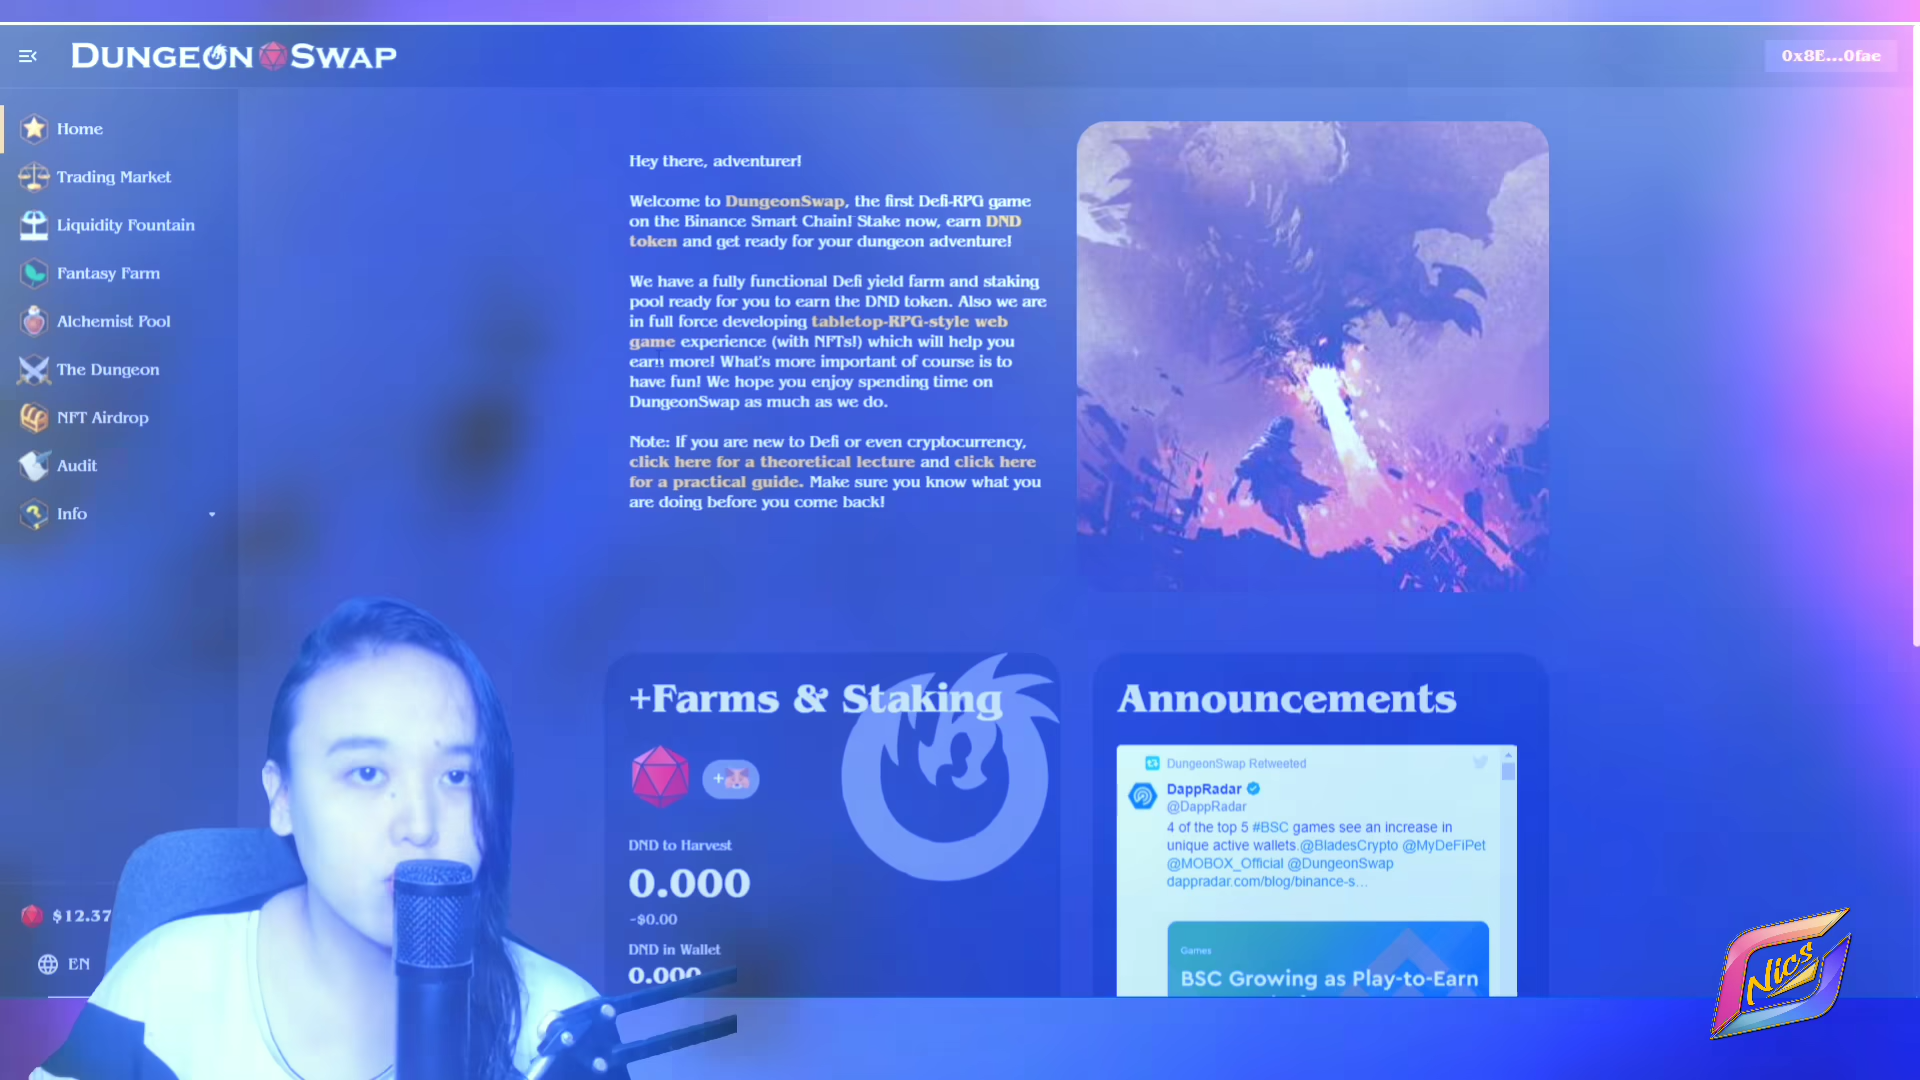 DUNGEON SWAP
0x8E...0fae
Home
Trading Market
Liquidity Fountain
Fantasy Farm
Alchemist Pool
The Dungeon
NFT Airdrop
Audit
Info
$12.37
EN
Hey there, adventurer!
Welcome to DungeonSwap, the first Defi-RPG game
on the Binance Smart Chain! Stake now, earn DND
token and get ready for your dungeon adventure!
We have a fully functional Defi yield farm and staking
pool ready for you to earn the DND token. Also we are
in full force developing tabletop-RPG-style web
game experience (with NFTs!) which will help you
earn more! What's more important of course is to
have fun! We hope you enjoy spending time on
DungeonSwap as much as we do.
Note: If you are new to Defi or even cryptocurrency,
click here for a theoretical lecture and click here
for a practical guide. Make sure you know what you
are doing before you come back!
+Farms & Staking
+
DND to Harvest
0.000
~$0.00
DND in Wallet
0.000
Announcements
DungeonSwap Retweeted
DappRadar
@DappRadar
4 of the top 5 #BSC games see an increase in
unique active wallets.@BladesCrypto @MyDeFiPet
@MOBOX_Official @DungeonSwap
dappradar.com/blog/binance-s...
Games
BSC Growing as Play-to-Earn
Nics